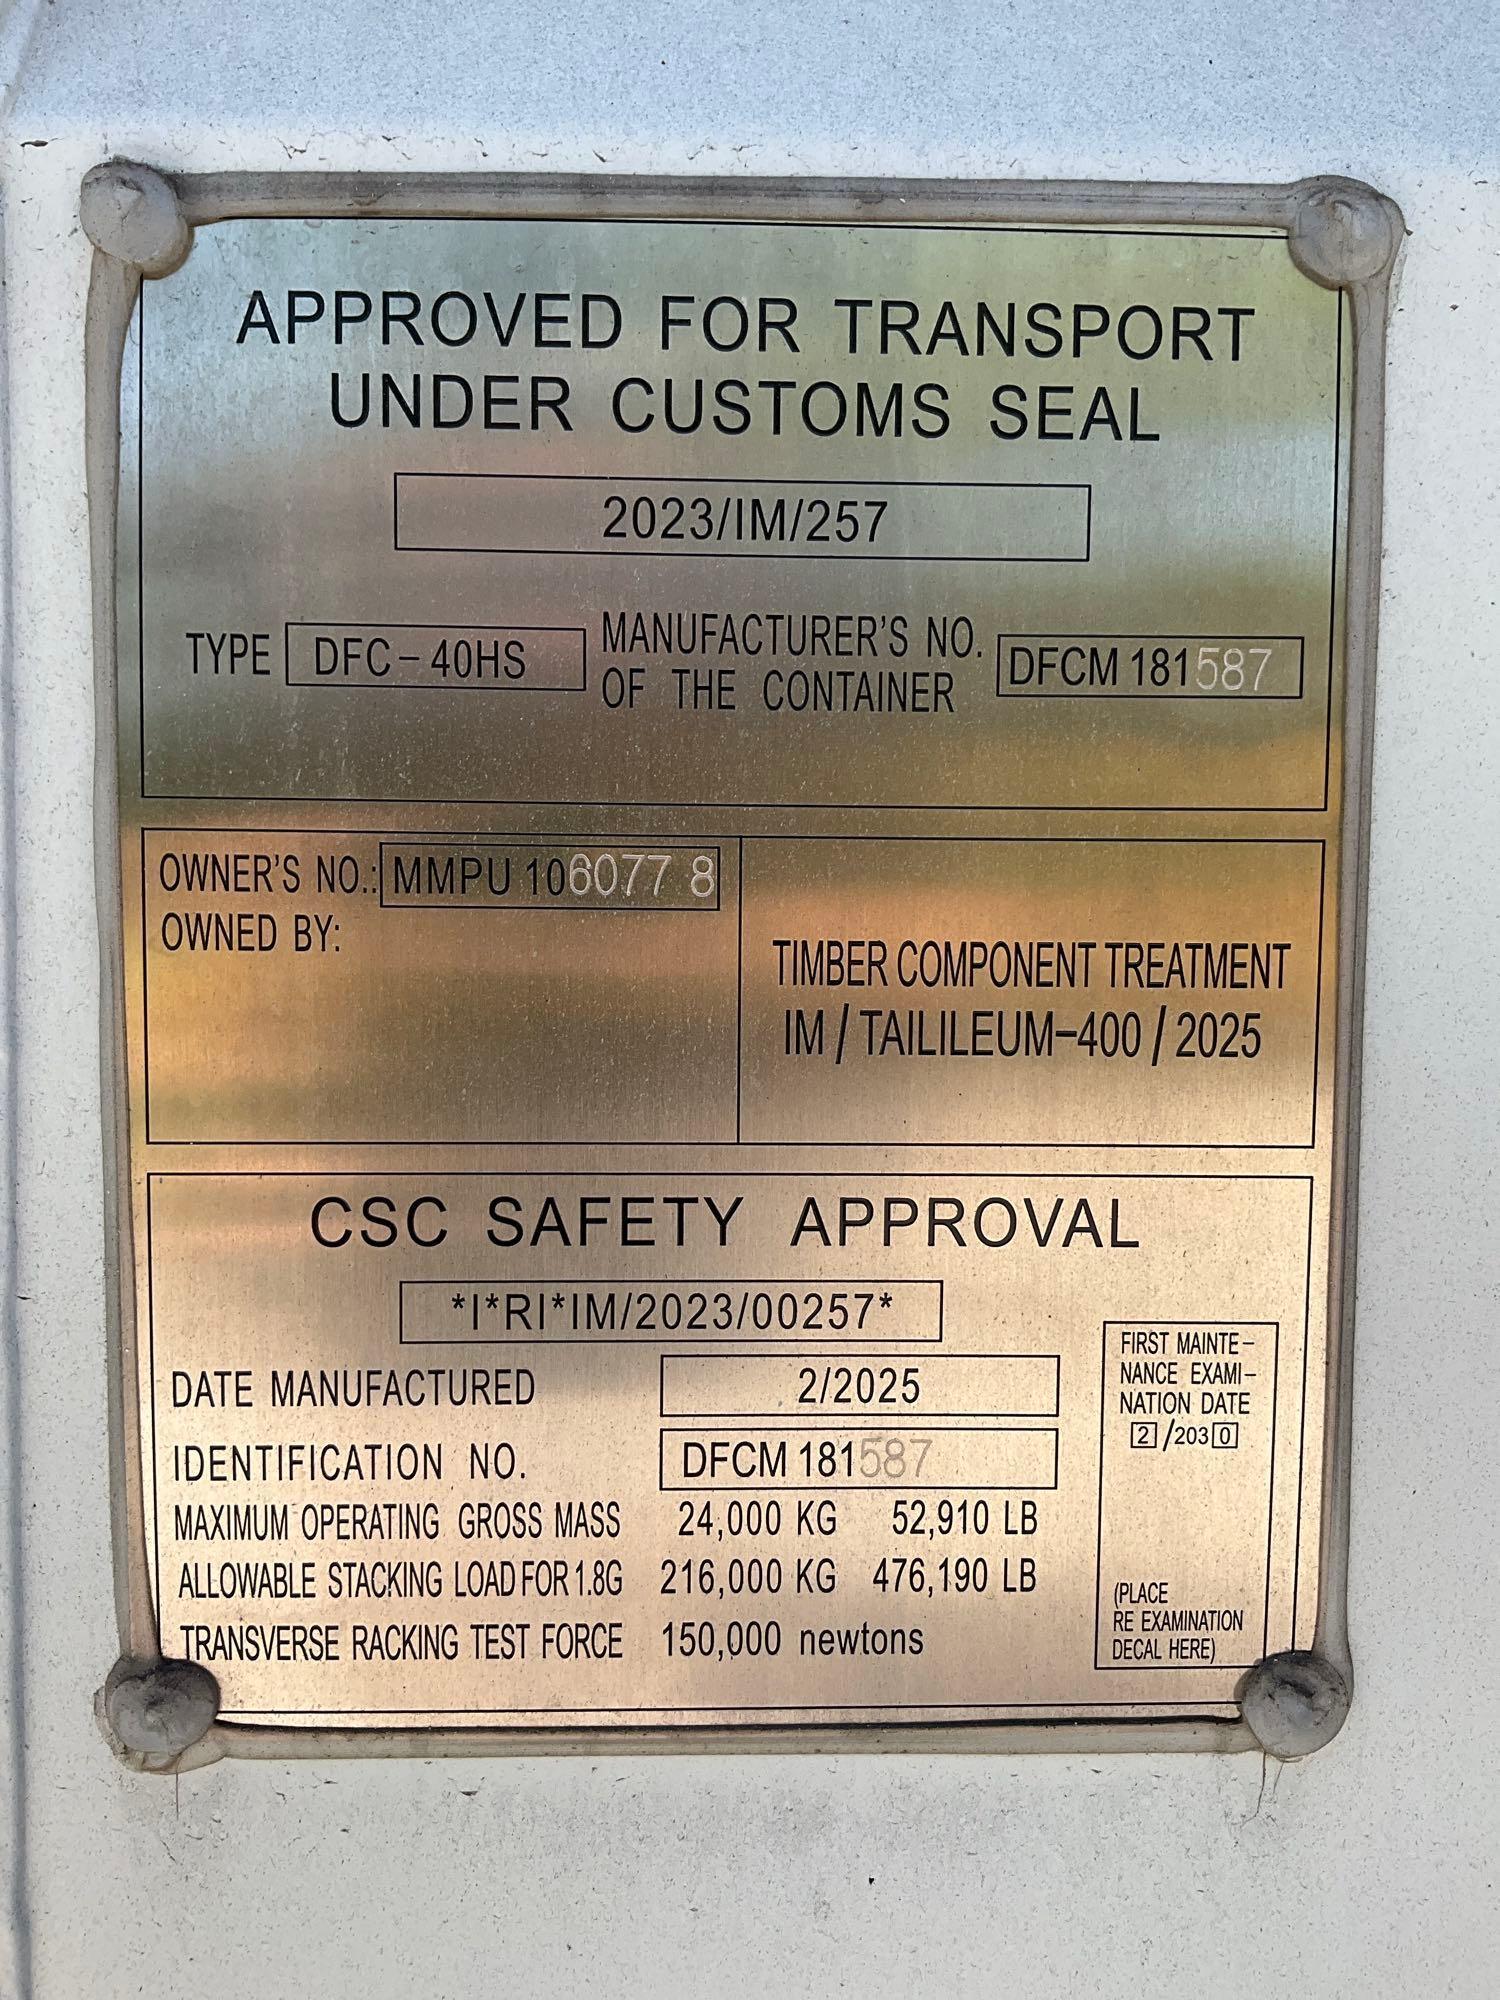 APPROVED FOR TRANSPORT
UNDER CUSTOMS SEAL
2023/IM/257
TYPE DFC-40HS
MANUFACTURER'S NO.
OF THE CONTAINER
DFCM 181587
OWNER'S NO.: MMPU 106077 8
OWNED BY:
TIMBER COMPONENT TREATMENT
IM/TAILILEUM-400/2025
CSC SAFETY APPROVAL
*I*RI*IM/2023/00257*
DATE MANUFACTURED 2/2025
IDENTIFICATION NO. DFCM 181587
MAXIMUM OPERATING GROSS MASS 24,000 KG 52,910 LB
ALLOWABLE STACKING LOAD FOR 1.8G 216,000 KG 476,190 LB
TRANSVERSE RACKING TEST FORCE 150,000 newtons
FIRST MAINTE-
NANCE EXAMI-
NATION DATE
2/2030
(PLACE
RE EXAMINATION
DECAL HERE)